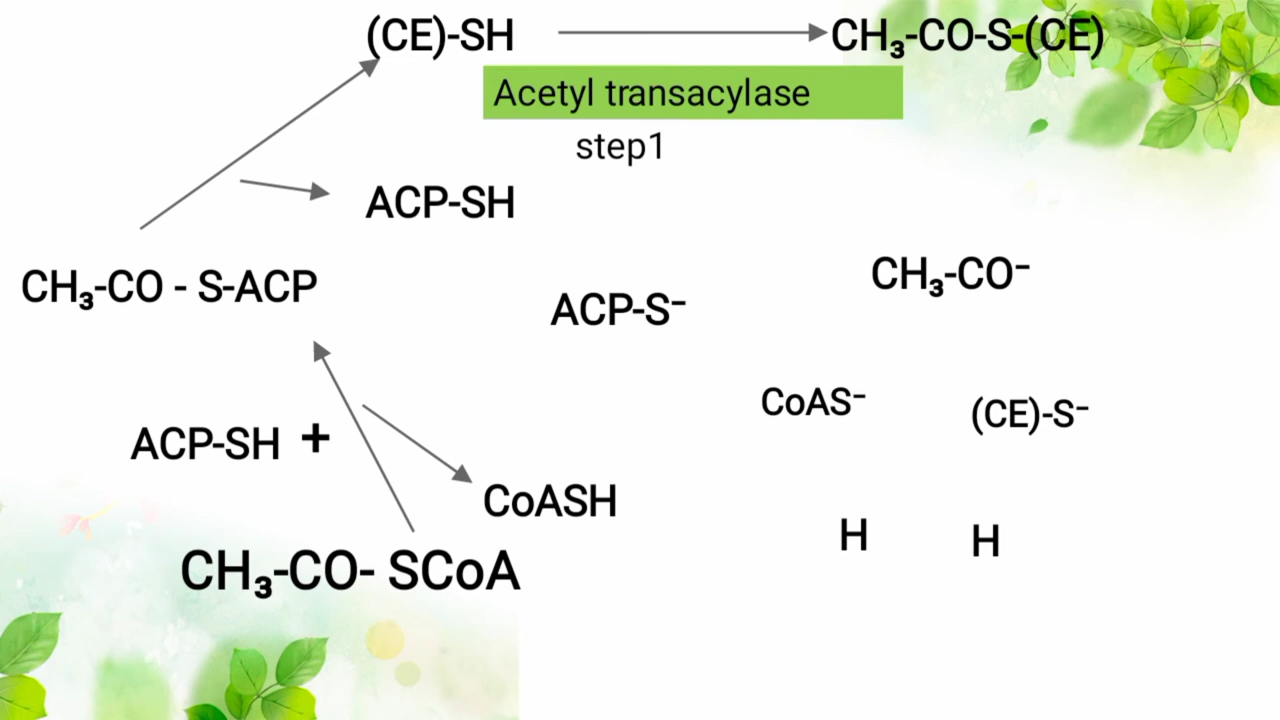 (CE)-SH
CH₃-CO-S-(CE)
Acetyl transacylase
step1
ACP-SH
CH₃-CO - S-ACP
ACP-S⁻
CH₃-CO⁻
CoAS⁻
(CE)-S⁻
ACP-SH +
CoASH
H
H
CH₃-CO- SCoA